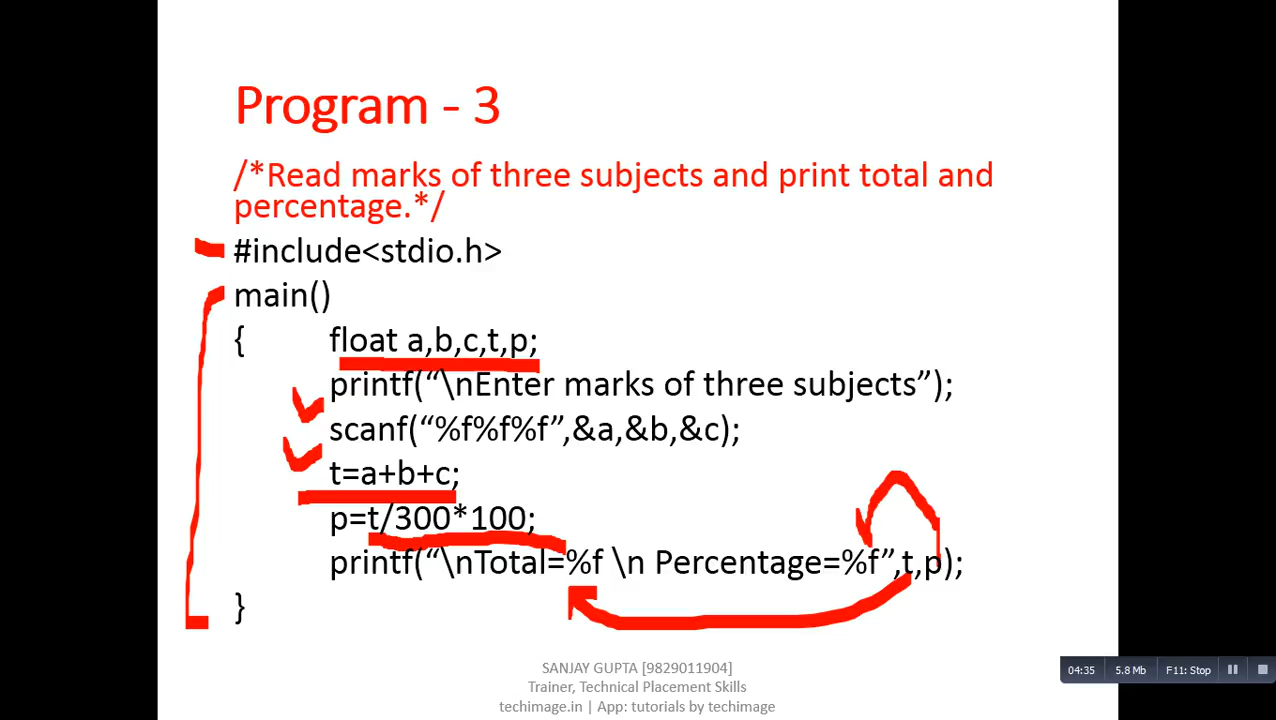 Program - 3
/*Read marks of three subjects and print total and
percentage.*/
#include<stdio.h>
main()
{ float a,b,c,t,p;
printf(“\nEnter marks of three subjects”);
scanf(“%f%f%f”,&a,&b,&c);
t=a+b+c;
p=t/300*100;
printf(“\nTotal=%f \n Percentage=%f”,t,p);
}
SANJAY GUPTA [9829011904]
Trainer, Technical Placement Skills
techimage.in | App: tutorials by techimage
04:35 5.8 Mb F11: Stop